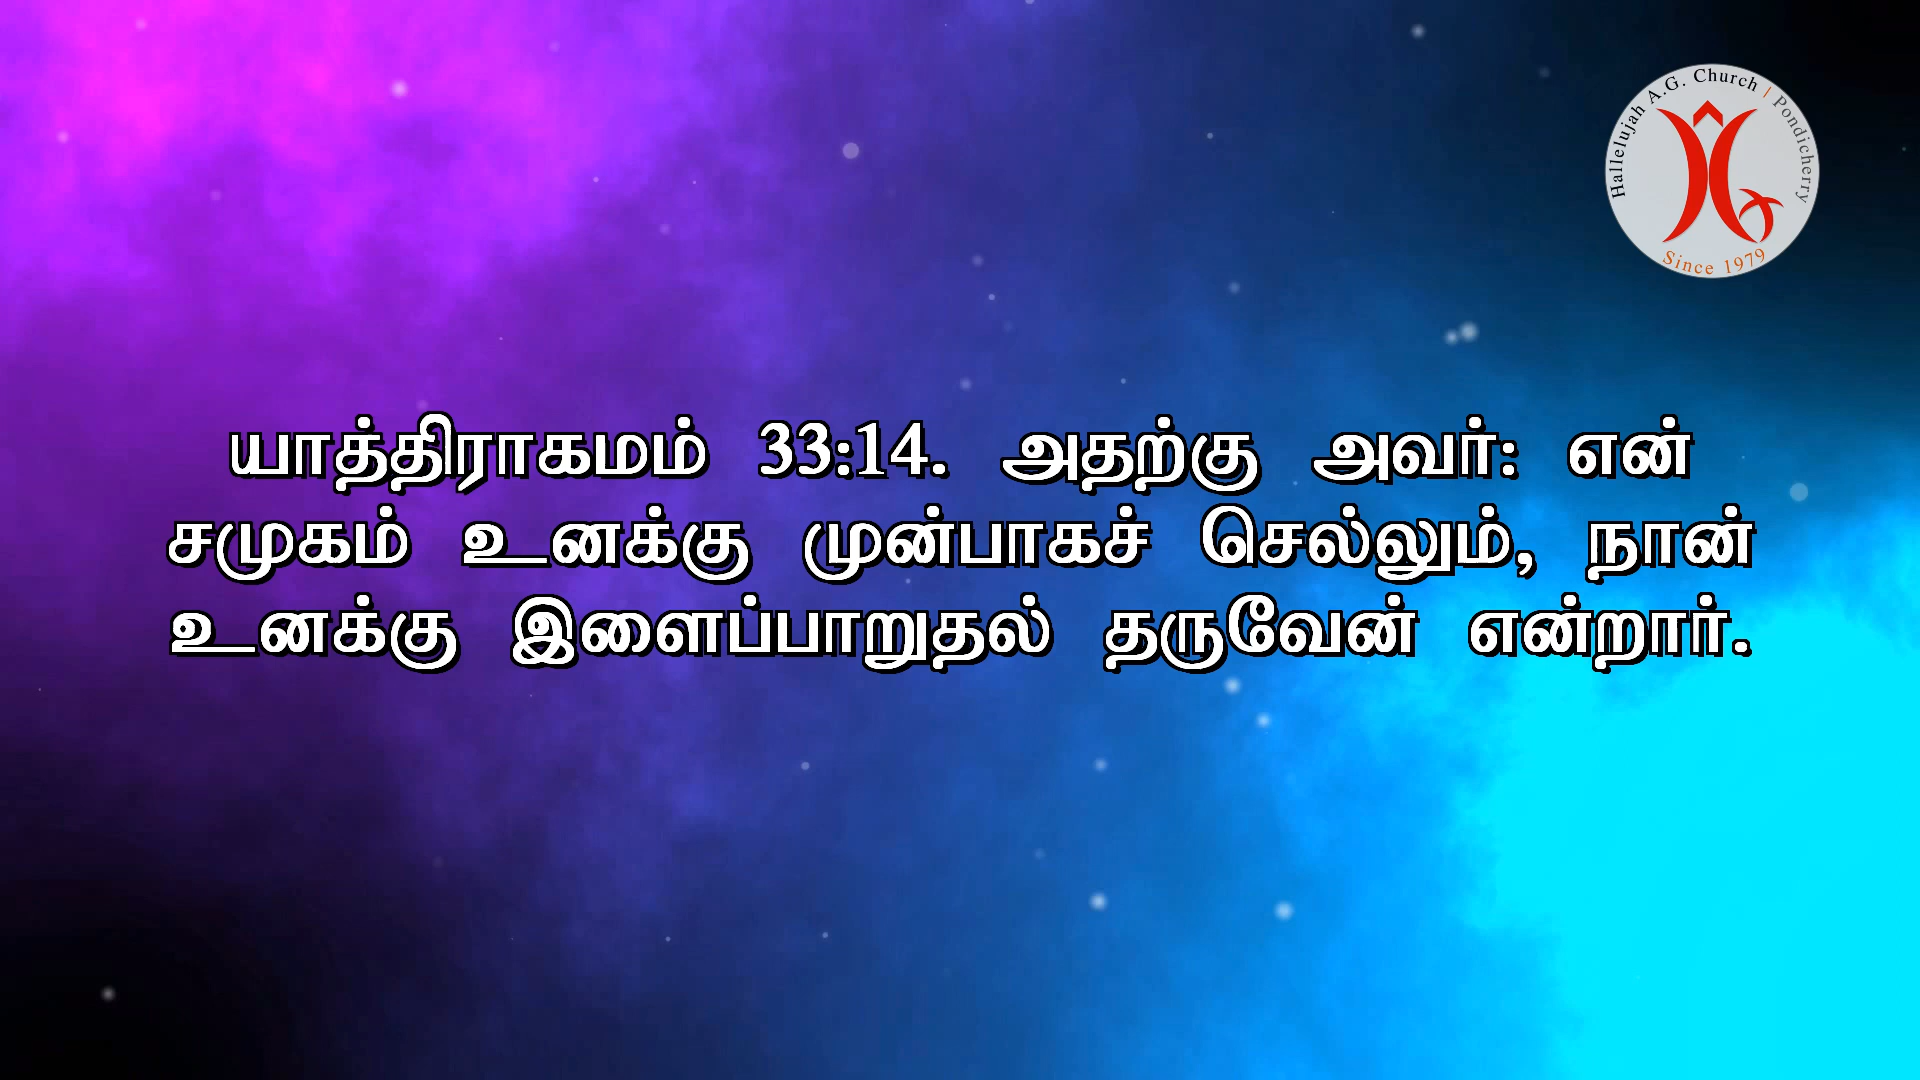 Hallelujah A.G. Church | Pondicherry
Since 1979
யாத்திராகமம் 33:14. அதற்கு அவர்: என்
சமுகம் உனக்கு முன்பாகச் செல்லும், நான்
உனக்கு இளைப்பாறுதல் தருவேன் என்றார்.